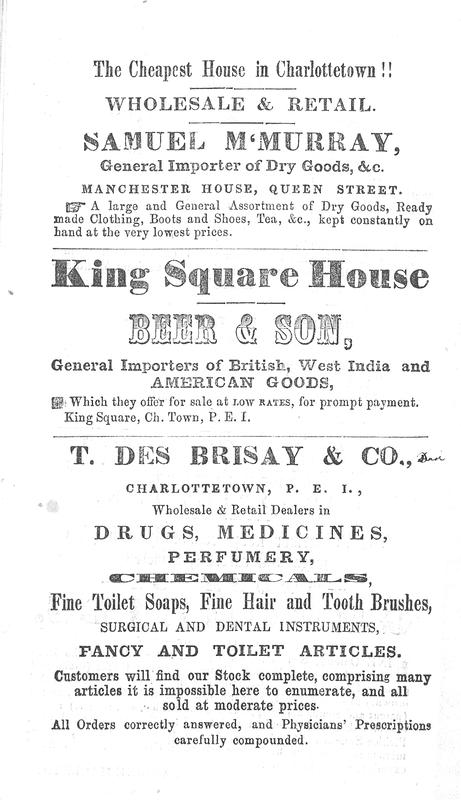 The Cheapest House in Charlottetown!!
WHOLESALE & RETAIL.
SAMUEL M'MURRAY,
General Importer of Dry Goods, &c.
MANCHESTER HOUSE, QUEEN STREET.
☞ A large and General Assortment of Dry Goods, Ready
made Clothing, Boots and Shoes, Tea, &c., kept constantly on
hand at the very lowest prices.
King Square House
BEER & SON,
General Importers of British, West India and
AMERICAN GOODS,
☞ Which they offer for sale at LOW RATES, for prompt payment.
King Square, Ch. Town, P. E. I.
T. DES BRISAY & CO.,
CHARLOTTETOWN, P. E. I.,
Wholesale & Retail Dealers in
DRUGS, MEDICINES,
PERFUMERY,
CHEMICALS,
Fine Toilet Soaps, Fine Hair and Tooth Brushes,
SURGICAL AND DENTAL INSTRUMENTS,
FANCY AND TOILET ARTICLES.
Customers will find our Stock complete, comprising many
articles it is impossible here to enumerate, and all
sold at moderate prices.
All Orders correctly answered, and Physicians' Prescriptions
carefully compounded.